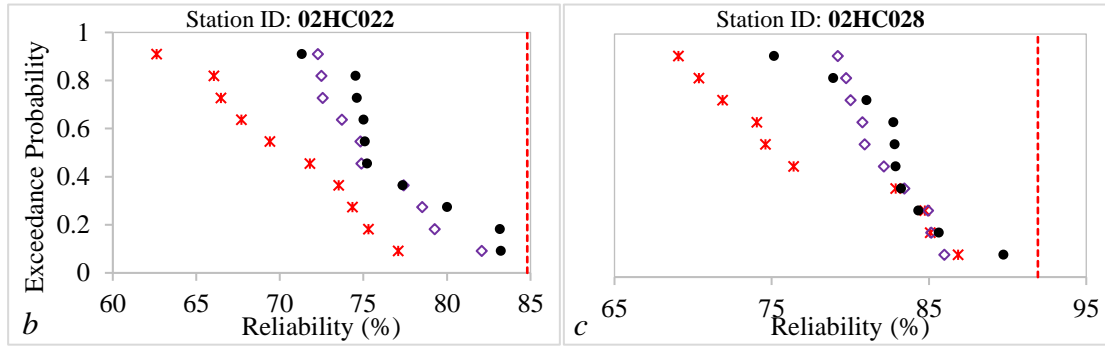 Station ID: 02HC022
Exceedance Probability
1
0.8
0.6
0.4
0.2
0
60 65 70 75 80 85
Reliability (%)
b
Station ID: 02HC028
65 75 85 95
Reliability (%)
c